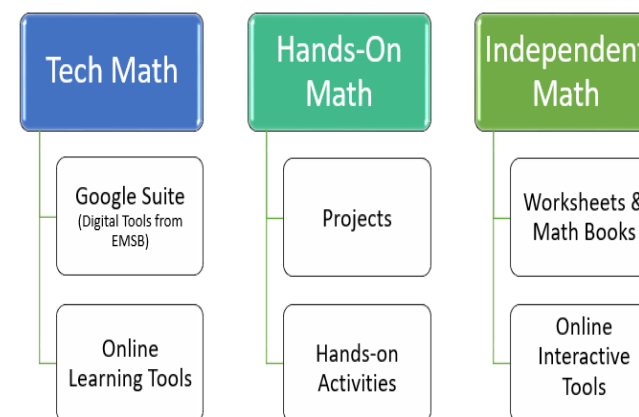 Tech Math
Google Suite
(Digital Tools from
EMSB)
Online
Learning Tools
Hands-On
Math
Projects
Hands-on
Activities
Independent
Math
Worksheets &
Math Books
Online
Interactive
Tools